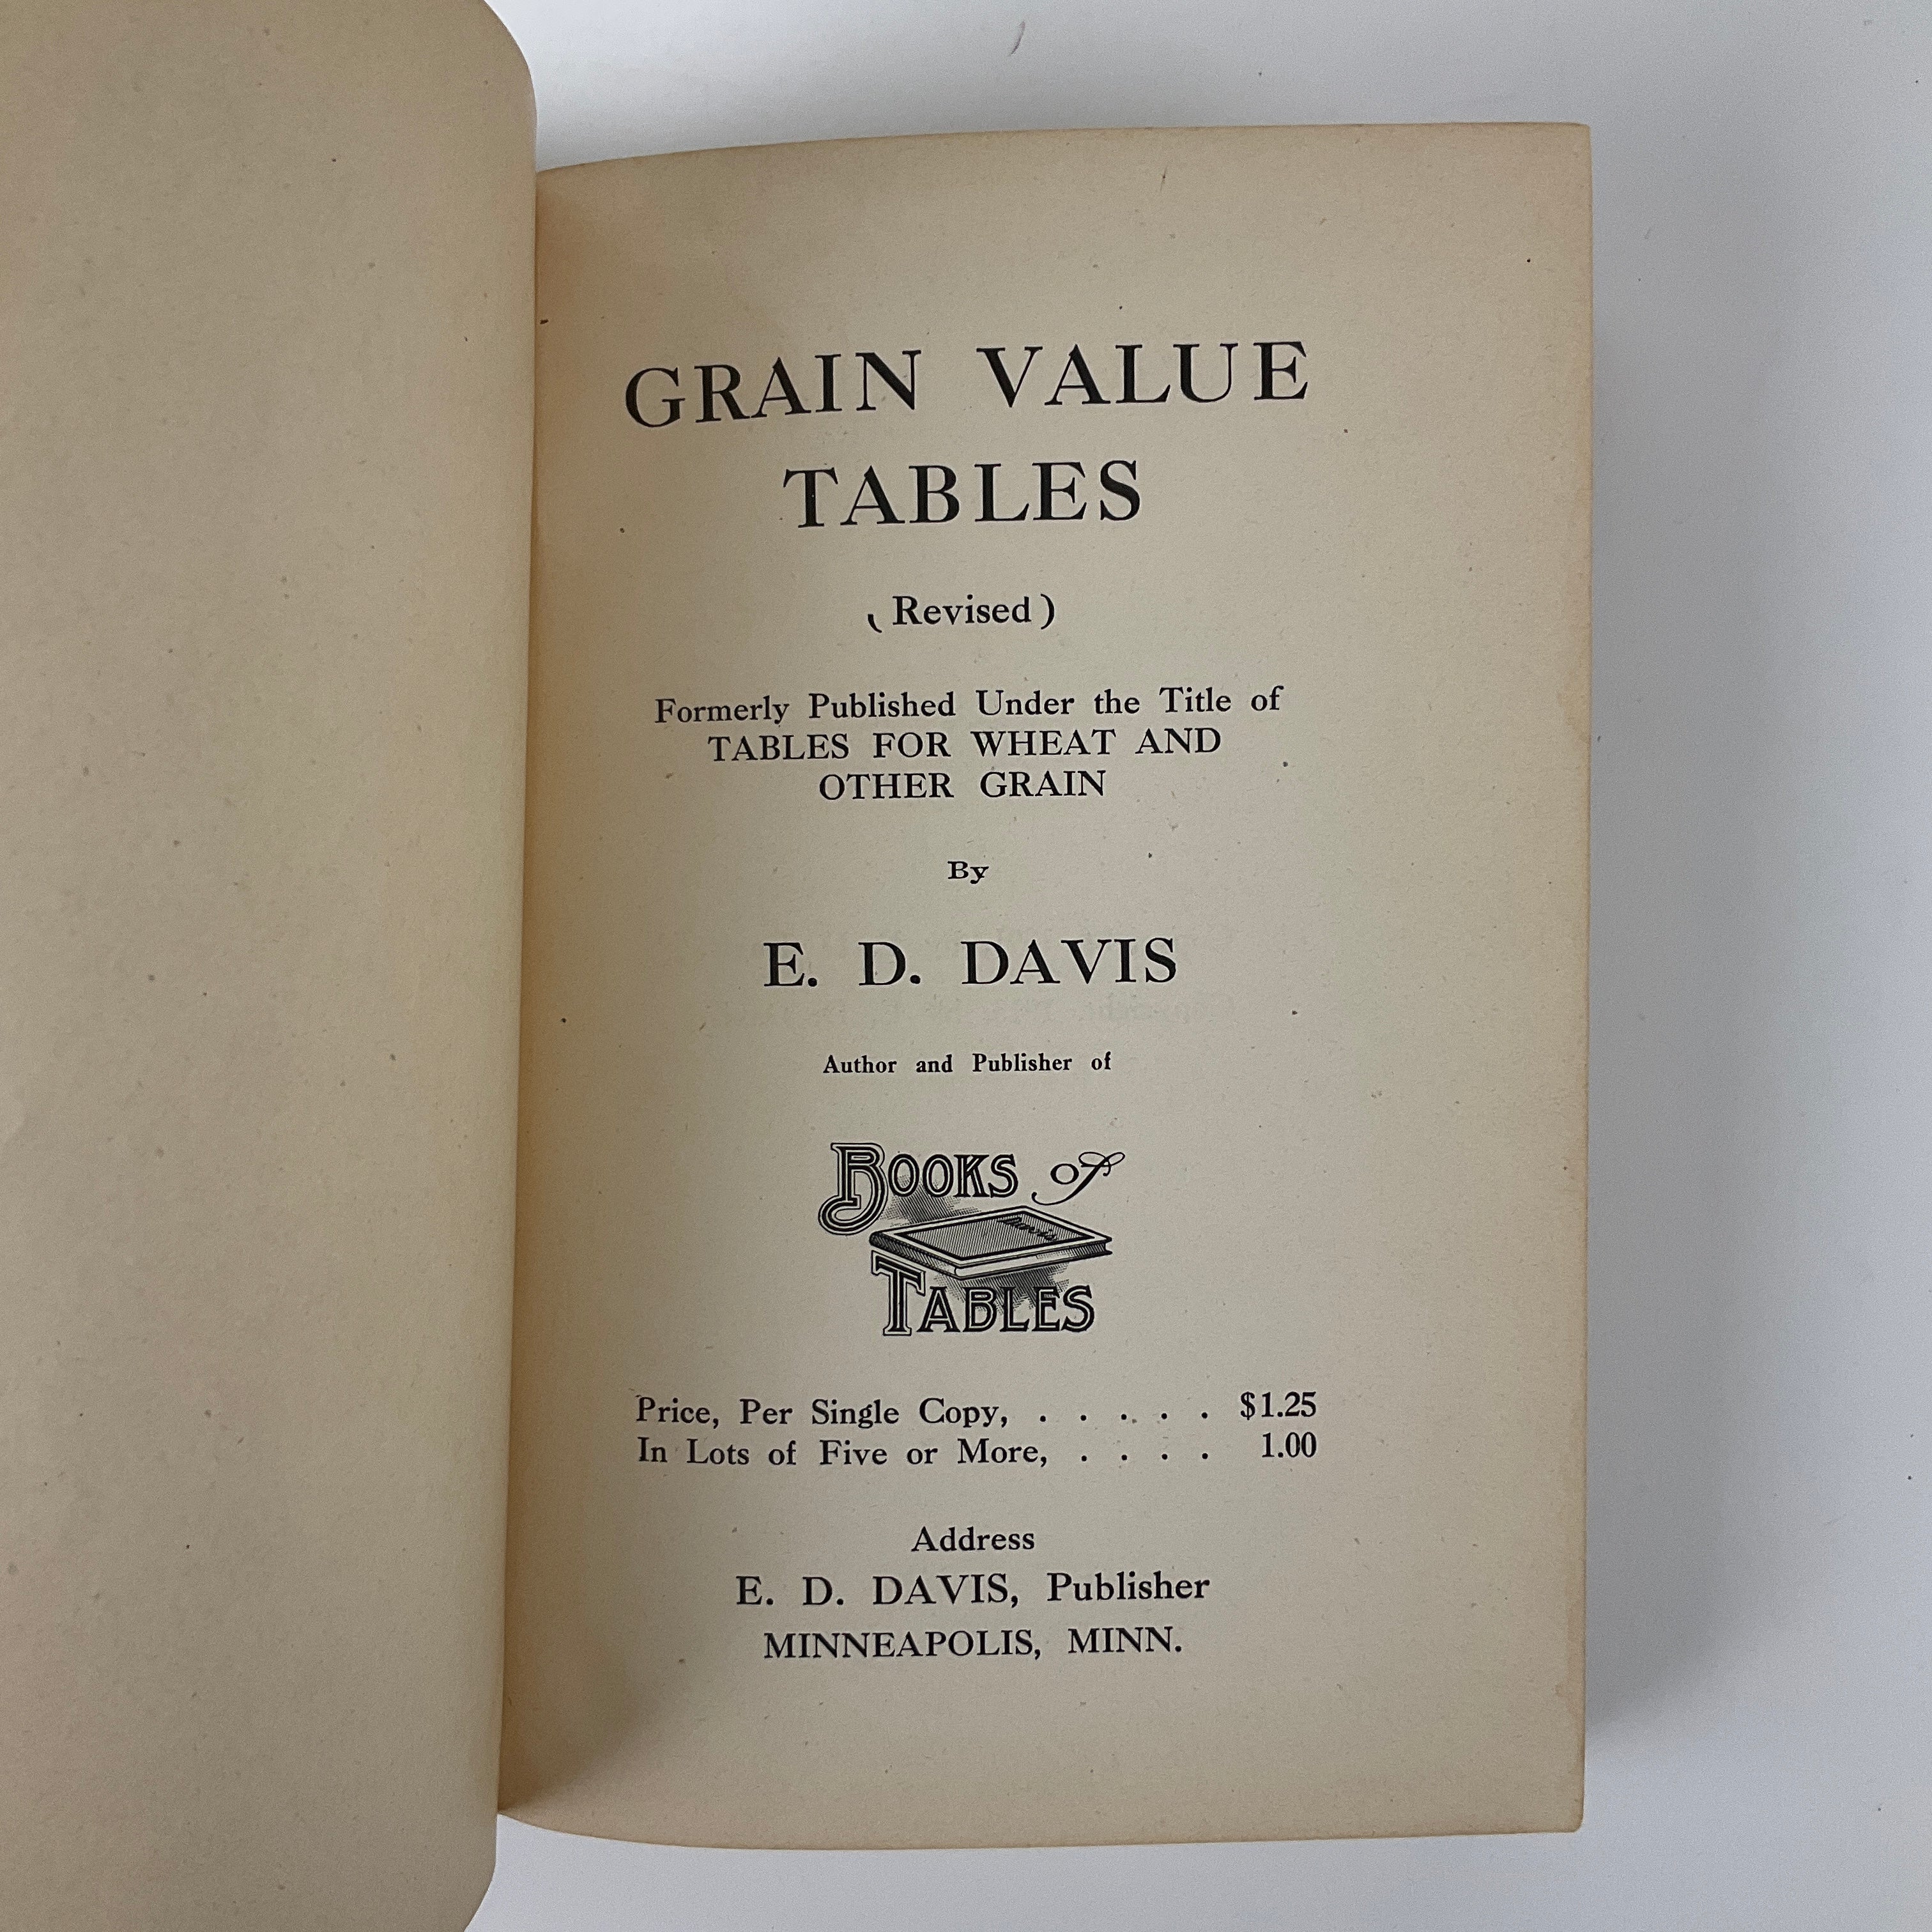 GRAIN VALUE
TABLES
(Revised)
Formerly Published Under the Title of
TABLES FOR WHEAT AND
OTHER GRAIN
By
E. D. DAVIS
Author and Publisher of
BOOKS of
TABLES
Price, Per Single Copy, . . . . . $1.25
In Lots of Five or More, . . . . 1.00
Address
E. D. DAVIS, Publisher
MINNEAPOLIS, MINN.